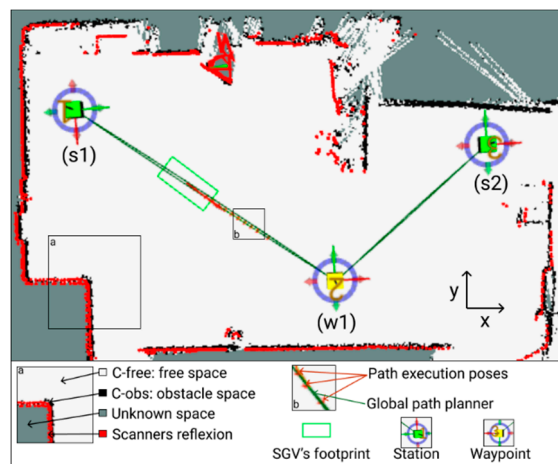 (s1)
(s2)
a
b
(w1)
y
x
a
C-free: free space
C-obs: obstacle space
Unknown space
Scanners reflexion
b
Path execution poses
Global path planner
SGV's footprint
Station
Waypoint